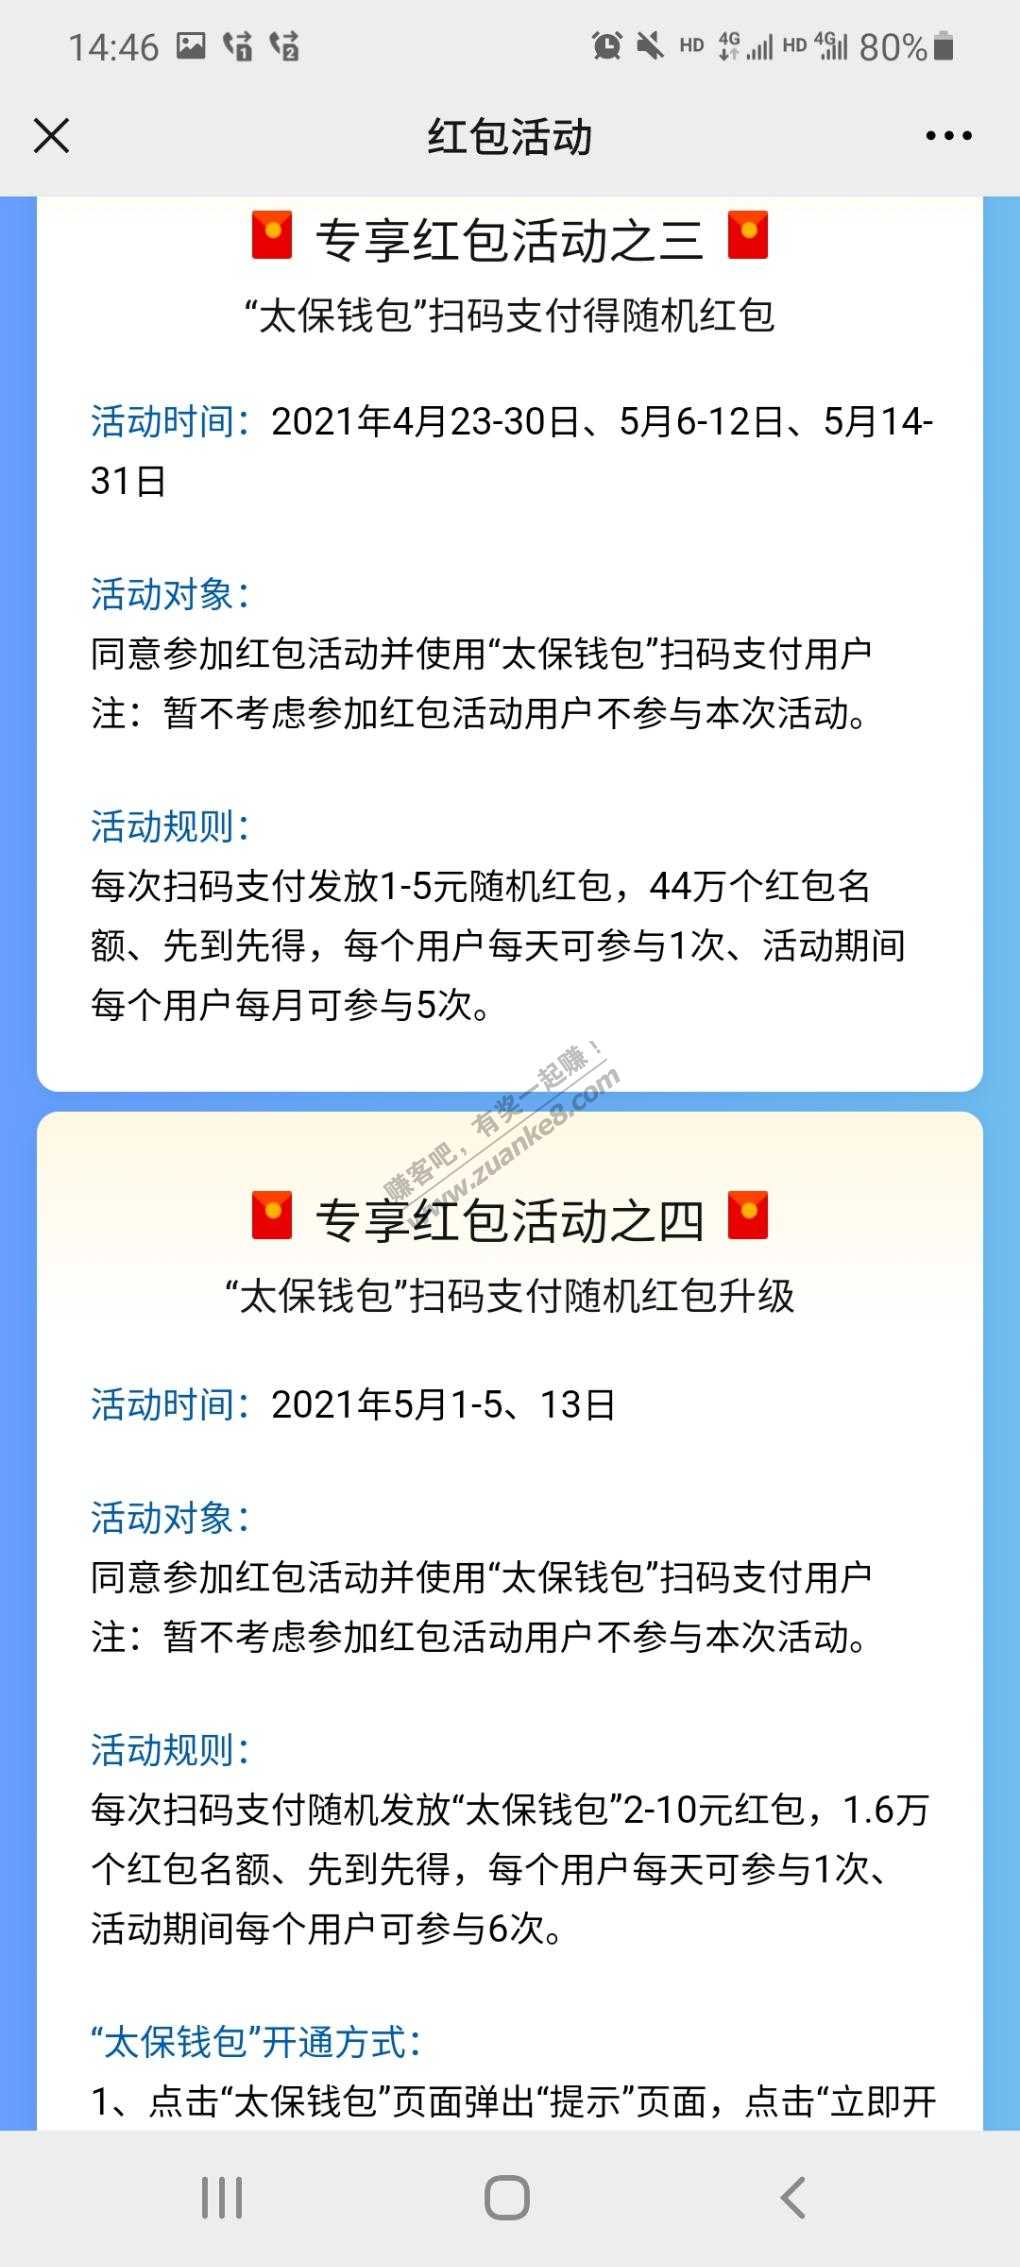 14:46
HD 4G HD 4G 80%
红包活动
专享红包活动之三
“太保钱包”扫码支付得随机红包
活动时间：2021年4月23-30日、5月6-12日、5月14-
31日
活动对象：
同意参加红包活动并使用“太保钱包”扫码支付用户
注：暂不考虑参加红包活动用户不参与本次活动。
活动规则：
每次扫码支付发放1-5元随机红包，44万个红包名
额、先到先得，每个用户每天可参与1次、活动期间
每个用户每月可参与5次。
赚客吧，有奖一起赚！
www.zuanke8.com
专享红包活动之四
“太保钱包”扫码支付随机红包升级
活动时间：2021年5月1-5、13日
活动对象：
同意参加红包活动并使用“太保钱包”扫码支付用户
注：暂不考虑参加红包活动用户不参与本次活动。
活动规则：
每次扫码支付随机发放“太保钱包”2-10元红包，1.6万
个红包名额、先到先得，每个用户每天可参与1次、
活动期间每个用户可参与6次。
“太保钱包”开通方式：
1、点击“太保钱包”页面弹出“提示”页面，点击“立即开